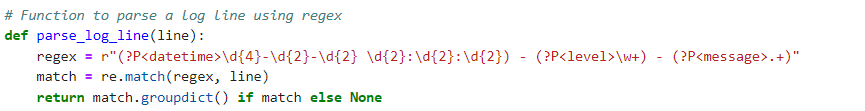 # Function to parse a log line using regex
def parse_log_line(line):
    regex = r"(?P<datetime>\d{4}-\d{2}-\d{2} \d{2}:\d{2}:\d{2}) - (?P<level>\w+) - (?P<message>.+)"
    match = re.match(regex, line)
    return match.groupdict() if match else None